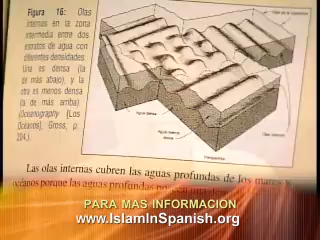 Figura 16: Olas
internas en la zona
intermedia entre dos
estratos de agua con
diferentes densidades.
Una es densa (la
de más abajo), y la
otra es menos densa
(la de más arriba).
(Oceanography [Los
Océanos], Gross, p.
204.)
Agua densa
Las olas internas cubren las aguas profundas de los mares y
océanos porque las aguas profundas
PARA MAS INFORMACION
www.IslamInSpanish.org